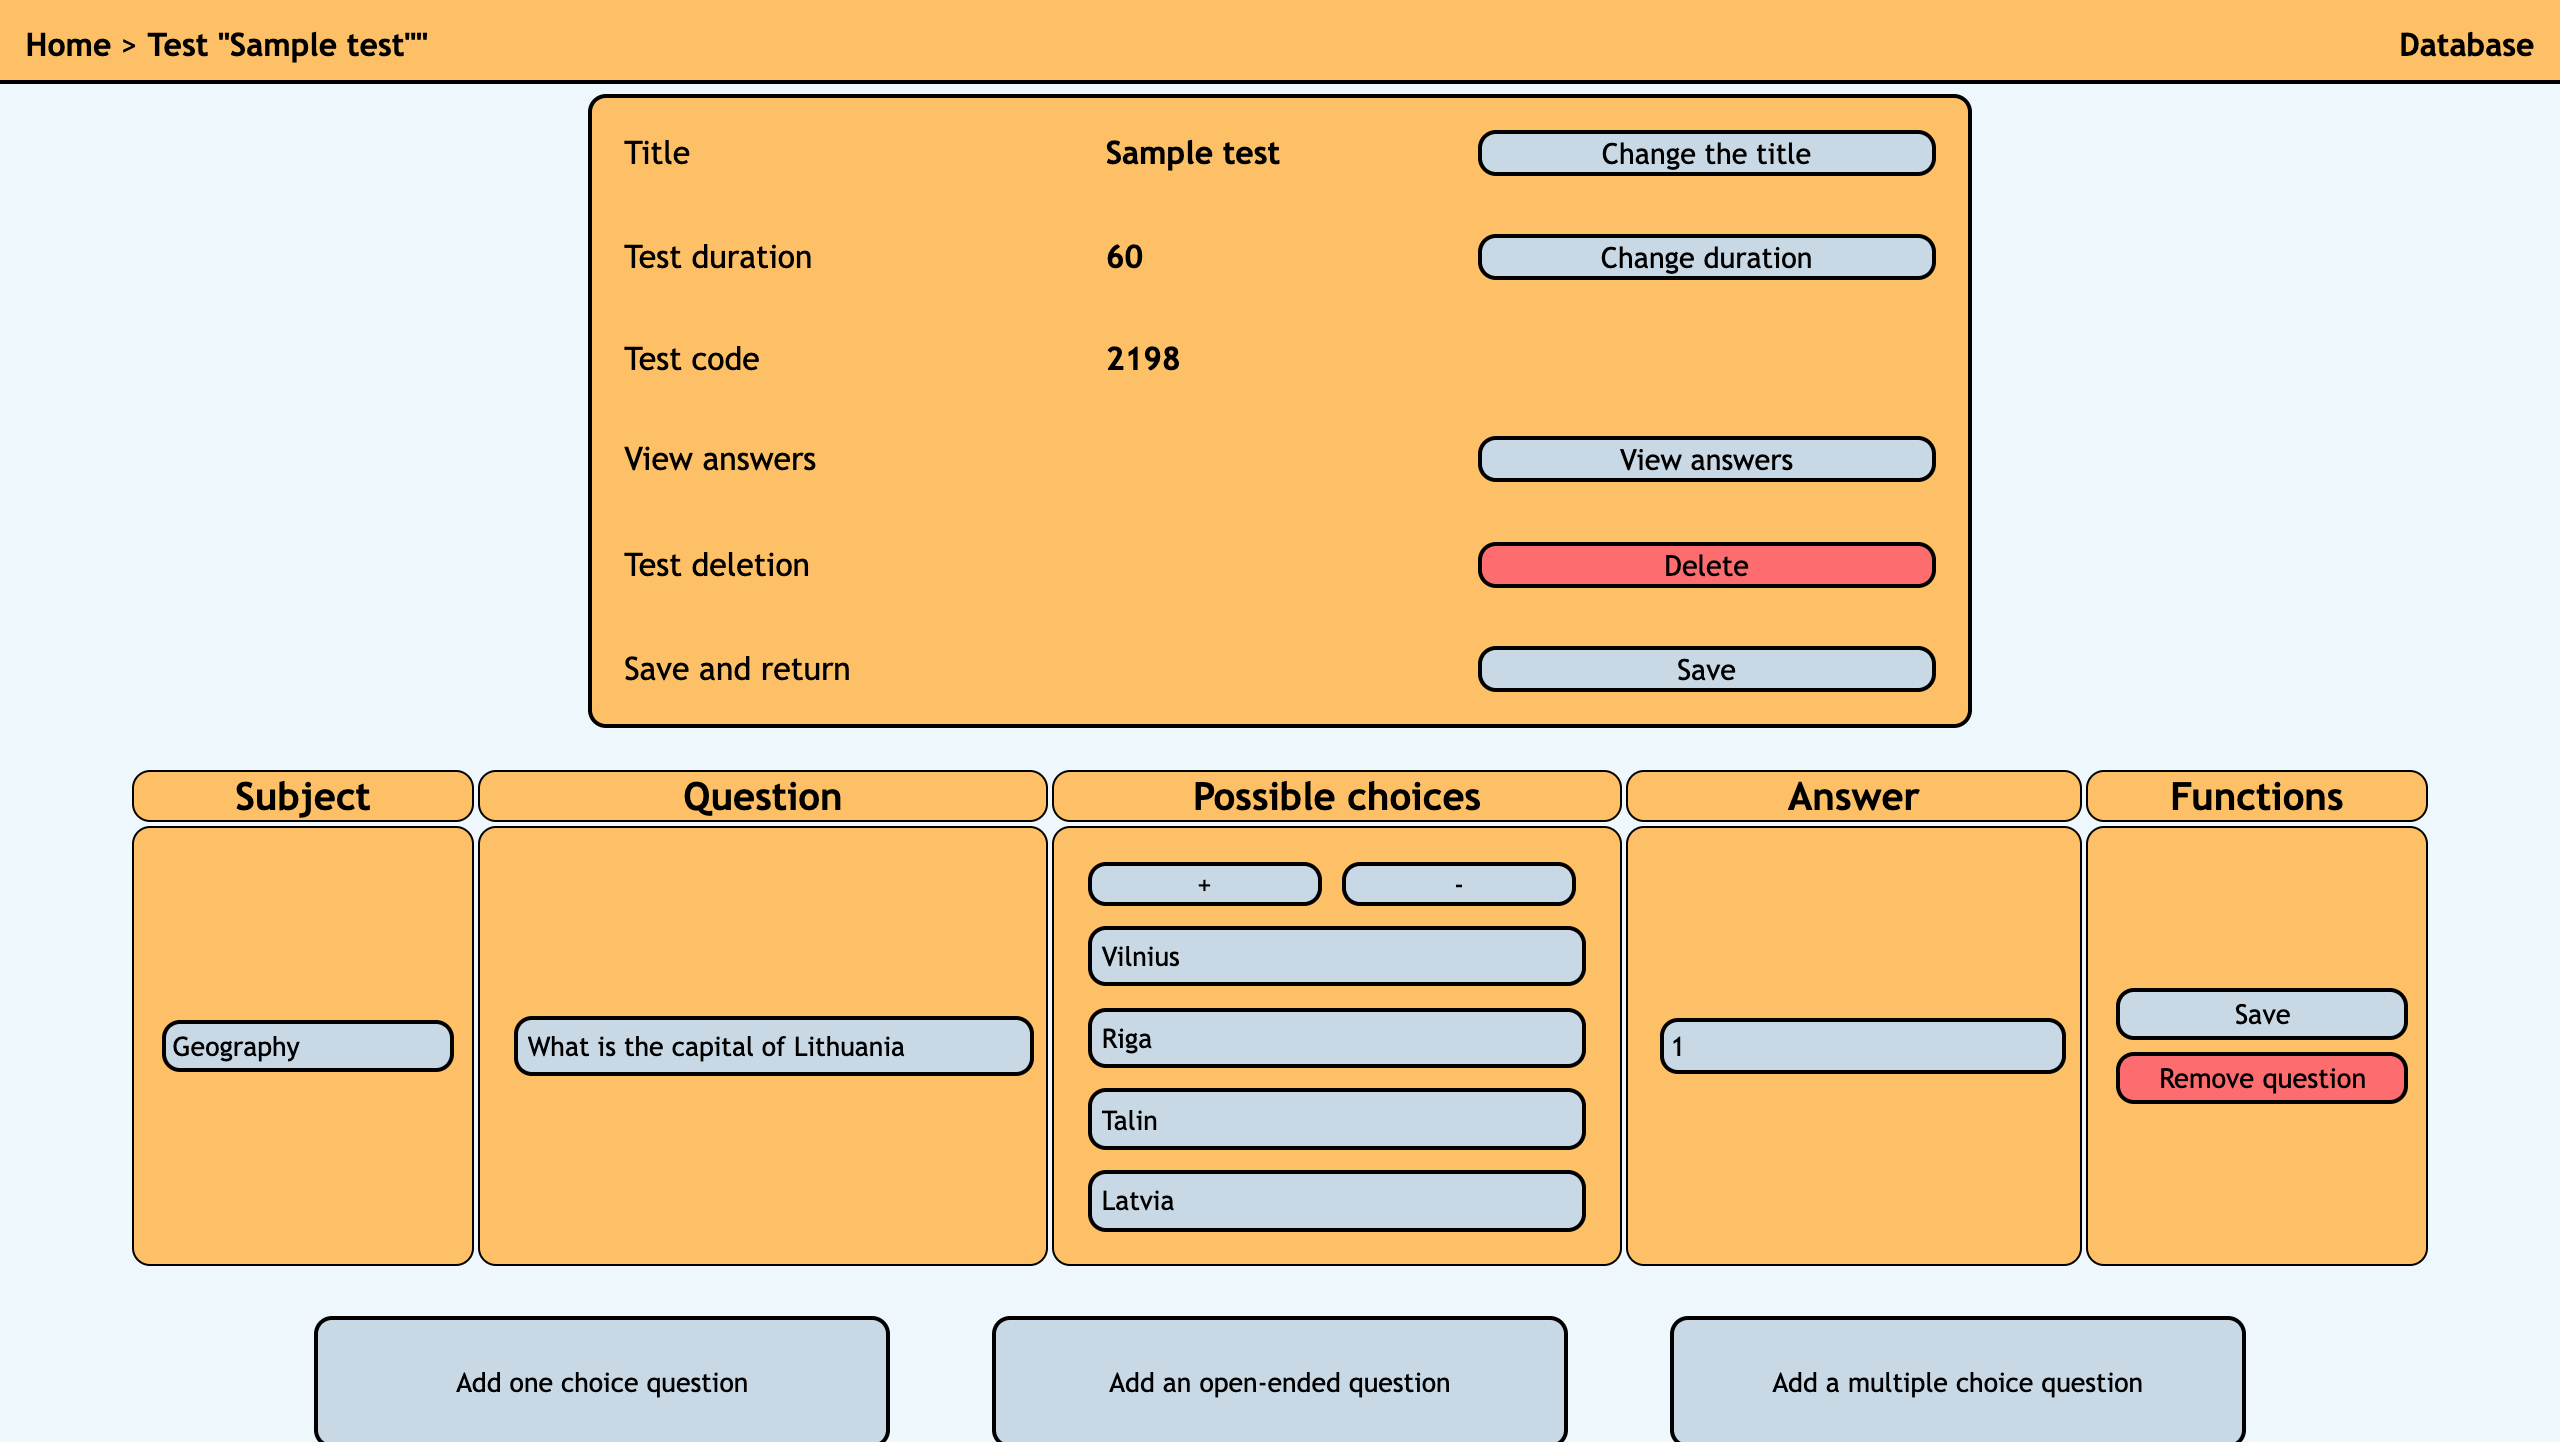 Home > Test "Sample test""
Database
Title
Sample test
Change the title
Test duration
60
Change duration
Test code
2198
View answers
View answers
Test deletion
Delete
Save and return
Save
Subject
Question
Possible choices
Answer
Functions
Geography
What is the capital of Lithuania
+
-
Vilnius
Riga
Talin
Latvia
1
Save
Remove question
Add one choice question
Add an open-ended question
Add a multiple choice question